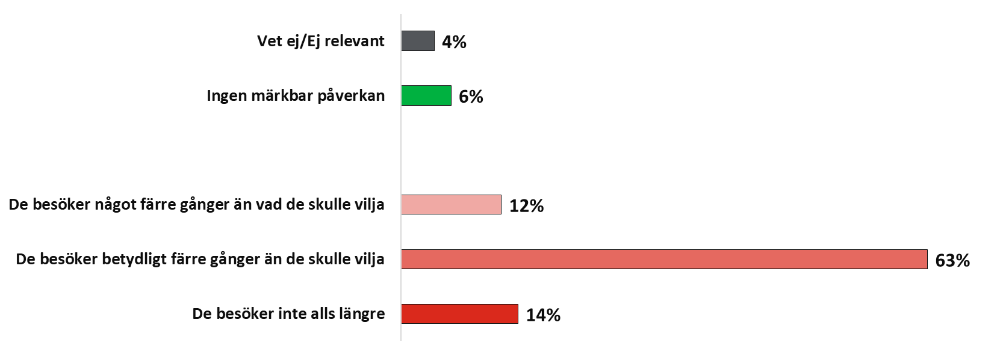 Vet ej/Ej relevant 4%
Ingen märkbar påverkan 6%
De besöker något färre gånger än vad de skulle vilja 12%
De besöker betydligt färre gånger än de skulle vilja 63%
De besöker inte alls längre 14%